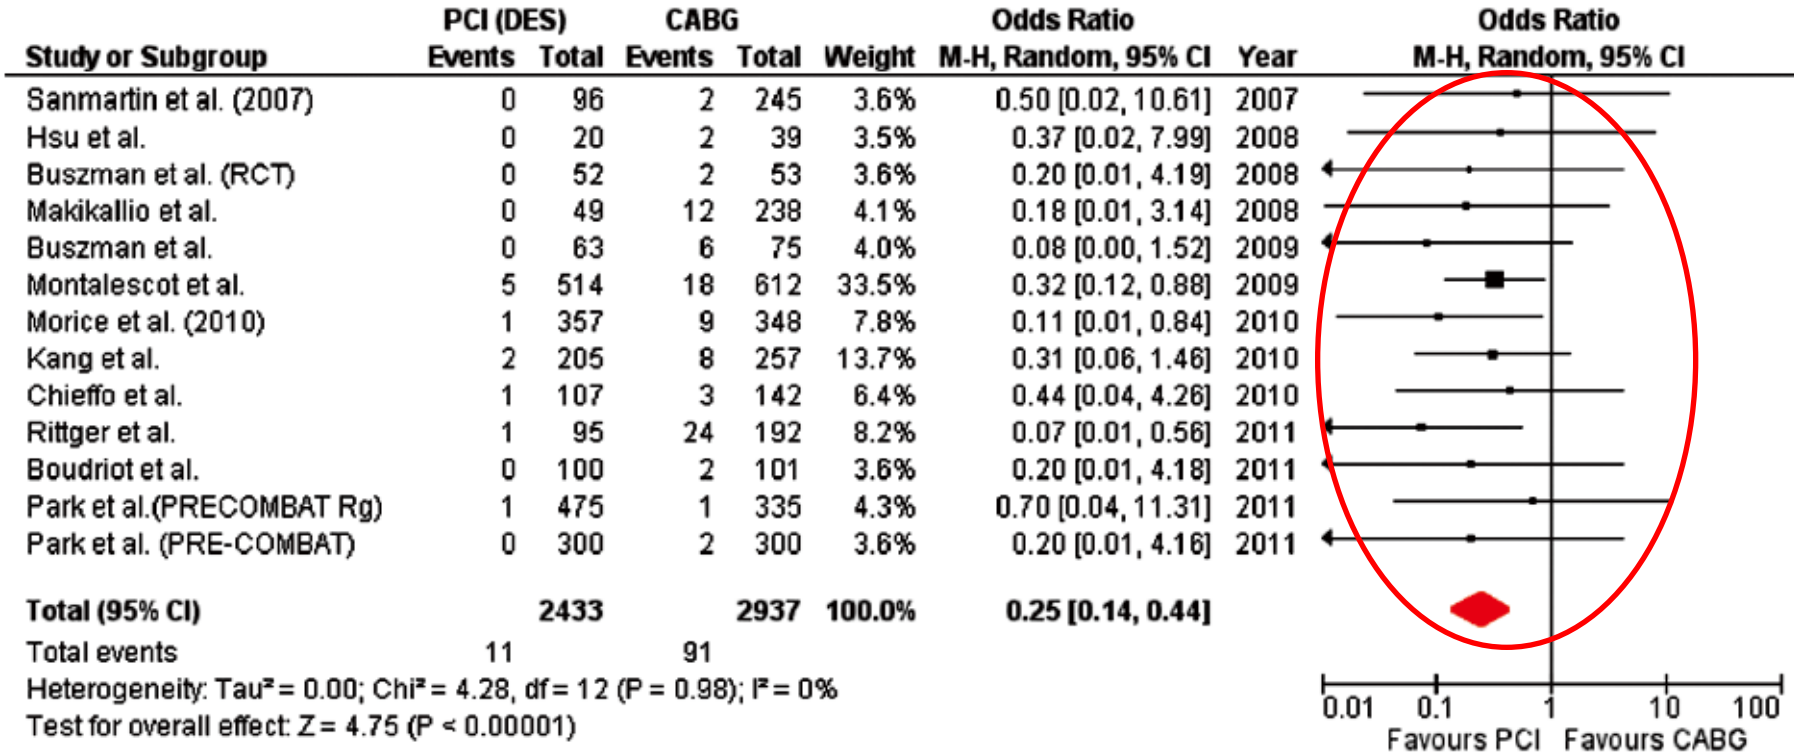 PCI (DES) CABG Odds Ratio Odds Ratio
Study or Subgroup Events Total Events Total Weight M-H, Random, 95% CI Year M-H, Random, 95% CI
Sanmartin et al. (2007) 0 96 2 245 3.6% 0.50 [0.02, 10.61] 2007
Hsu et al. 0 20 2 39 3.5% 0.37 [0.02, 7.99] 2008
Buszman et al. (RCT) 0 52 2 53 3.6% 0.20 [0.01, 4.19] 2008
Makikallio et al. 0 49 12 238 4.1% 0.18 [0.01, 3.14] 2008
Buszman et al. 0 63 6 75 4.0% 0.08 [0.00, 1.52] 2009
Montalescot et al. 5 514 18 612 33.5% 0.32 [0.12, 0.88] 2009
Morice et al. (2010) 1 357 9 348 7.8% 0.11 [0.01, 0.84] 2010
Kang et al. 2 205 8 257 13.7% 0.31 [0.06, 1.46] 2010
Chieffo et al. 1 107 3 142 6.4% 0.44 [0.04, 4.26] 2010
Rittger et al. 1 95 24 192 8.2% 0.07 [0.01, 0.56] 2011
Boudriot et al. 0 100 2 101 3.6% 0.20 [0.01, 4.18] 2011
Park et al.(PRECOMBAT Rg) 1 475 1 335 4.3% 0.70 [0.04, 11.31] 2011
Park et al. (PRE-COMBAT) 0 300 2 300 3.6% 0.20 [0.01, 4.16] 2011
Total (95% CI) 2433 2937 100.0% 0.25 [0.14, 0.44]
Total events 11 91
Heterogeneity: Tau² = 0.00; Chi² = 4.28, df = 12 (P = 0.98); I² = 0%
Test for overall effect: Z = 4.75 (P < 0.00001)
0.01 0.1 1 10 100
Favours PCI Favours CABG